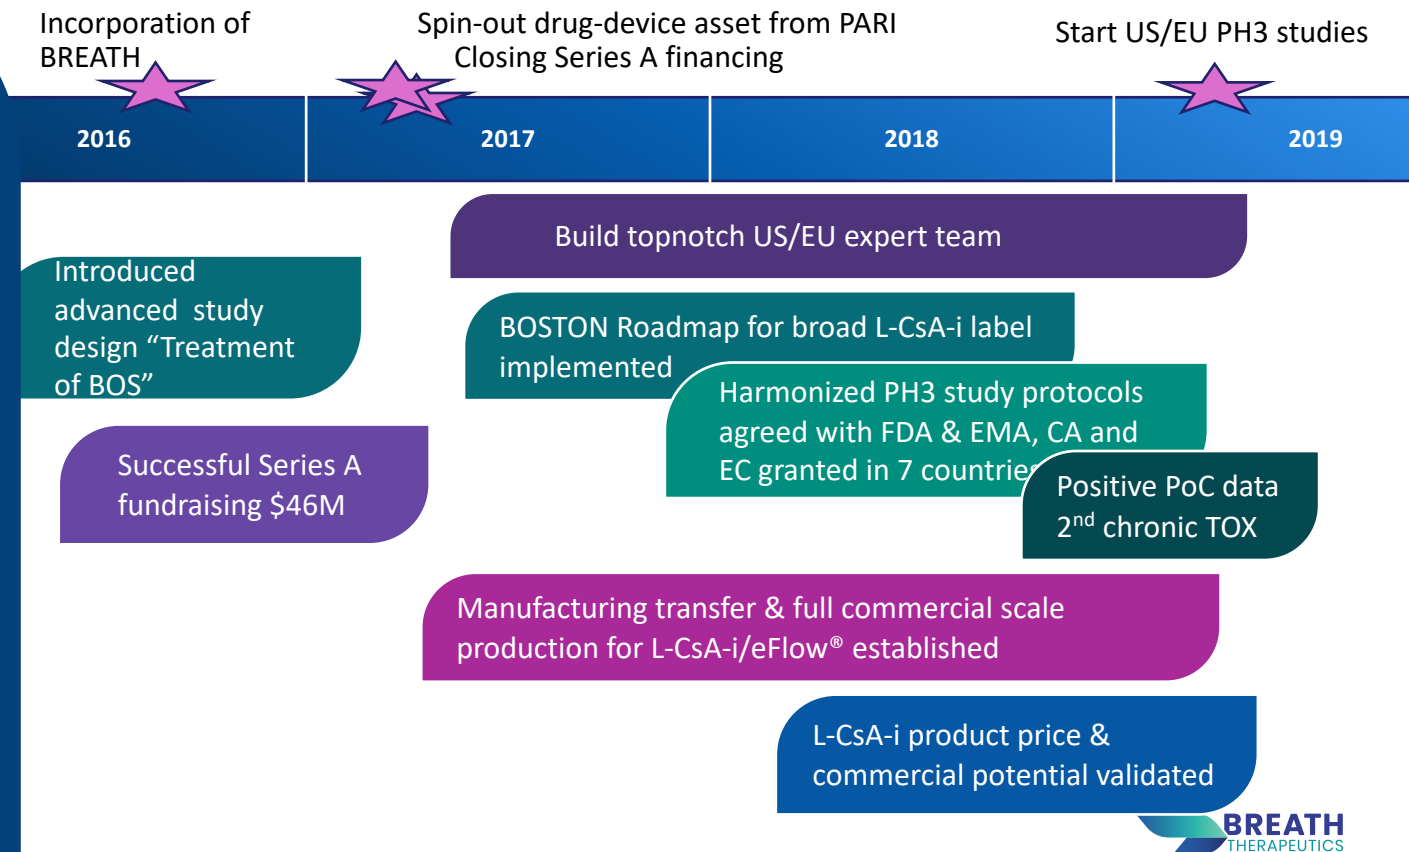 Incorporation of
BREATH
Spin-out drug-device asset from PARI
Closing Series A financing
Start US/EU PH3 studies
2016
2017
2018
2019
Build topnotch US/EU expert team
Introduced
advanced study
design “Treatment
of BOS”
BOSTON Roadmap for broad L-CsA-i label
implemented
Harmonized PH3 study protocols
agreed with FDA & EMA, CA and
EC granted in 7 countries
Successful Series A
fundraising $46M
Positive PoC data
2nd chronic TOX
Manufacturing transfer & full commercial scale
production for L-CsA-i/eFlow® established
L-CsA-i product price &
commercial potential validated
BREATH
THERAPEUTICS